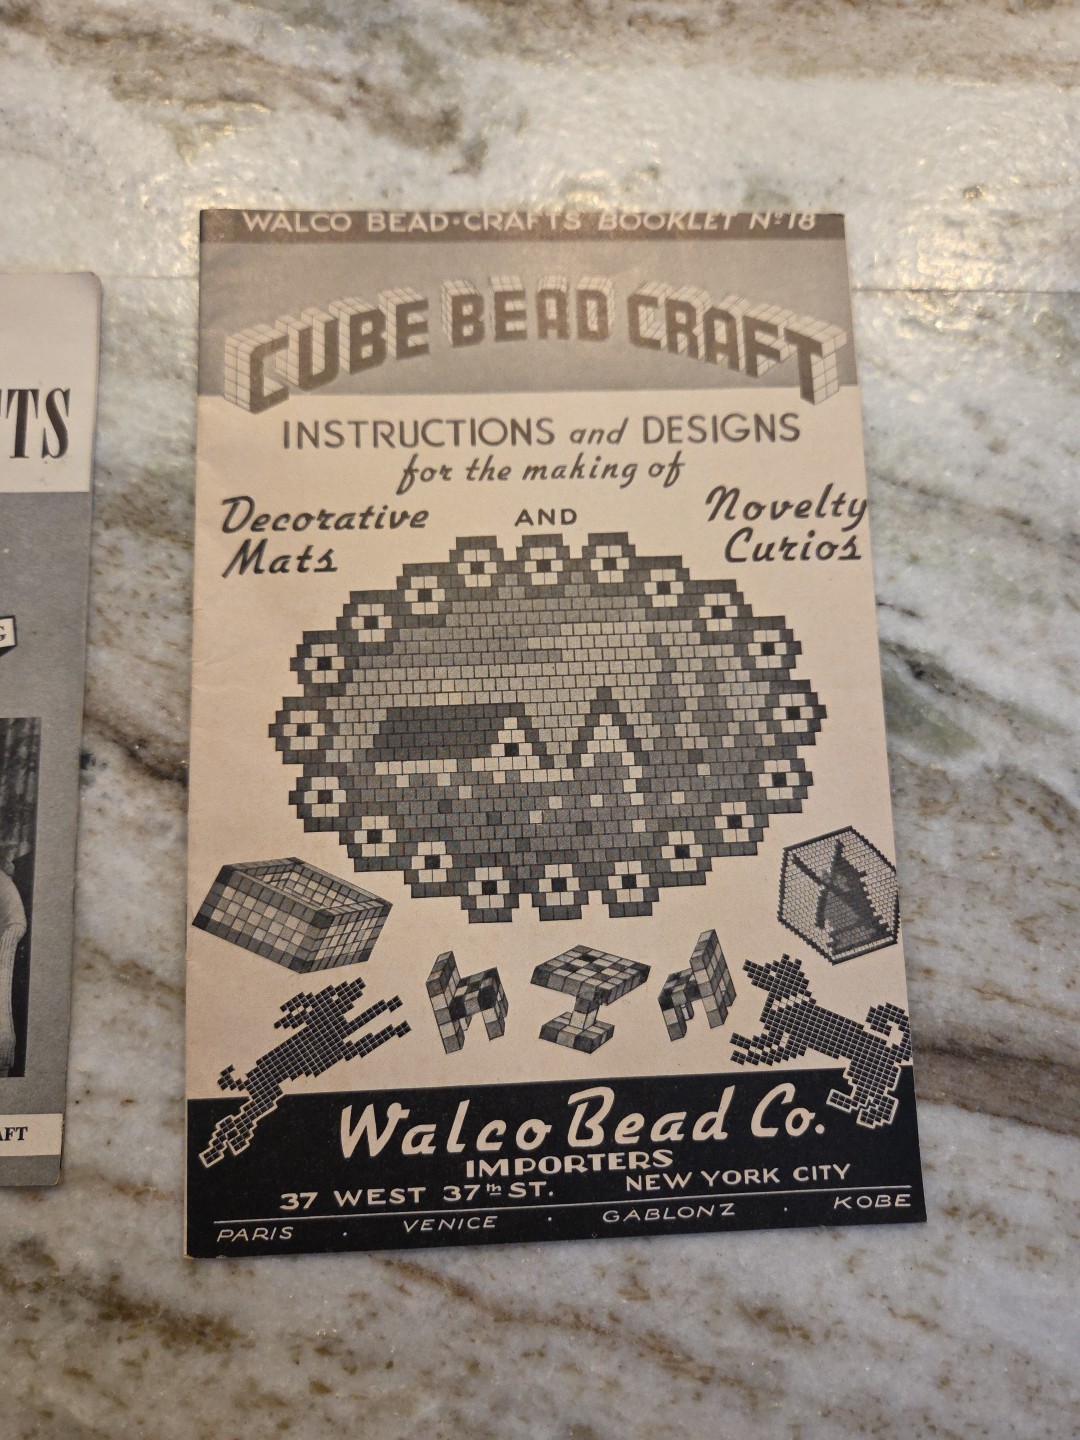 WALCO BEAD·CRAFTS BOOKLET Nº 18
CUBE BEAD CRAFT
INSTRUCTIONS and DESIGNS
for the making of
Decorative Mats
AND
Novelty Curios
Walco Bead Co.
IMPORTERS
37 WEST 37th ST. NEW YORK CITY
PARIS · VENICE · GABLONZ · KOBE
TS
G
AFT